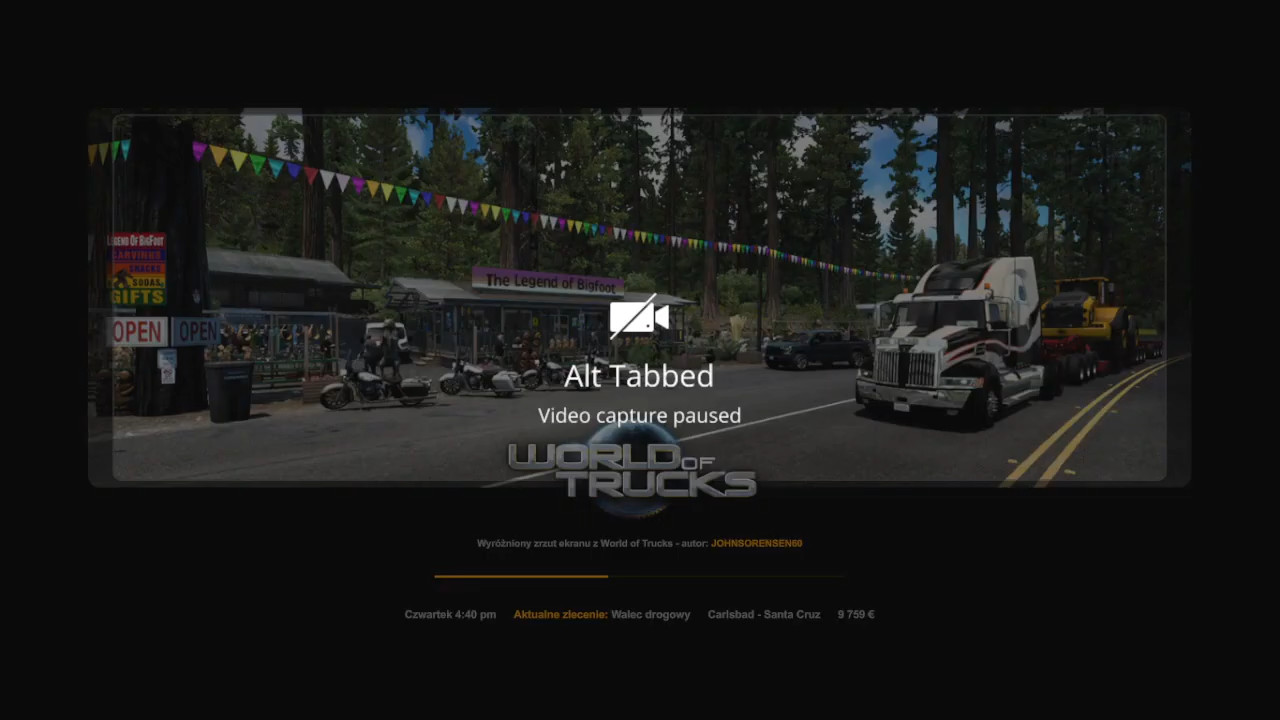 LEGEND OF BIGFOOT
CARVINGS
SNACKS
SODAS
GIFTS
OPEN
OPEN
The Legend of Bigfoot
Alt Tabbed
Video capture paused
WORLD OF
TRUCKS
Wyróżniony zrzut ekranu z World of Trucks - autor: JOHNSORENSEN60
Czwartek 4:40 pm Aktualne zlecenie: Walec drogowy Carlsbad - Santa Cruz 9 759 €